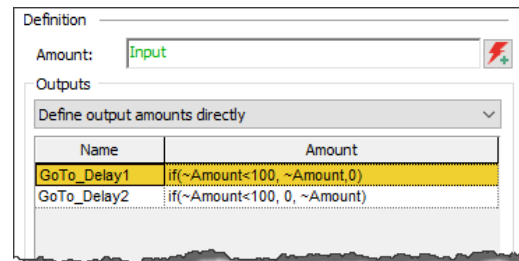 Definition
Amount: Input
Outputs
Define output amounts directly
Name Amount
GoTo_Delay1 if(~Amount<100, ~Amount,0)
GoTo_Delay2 if(~Amount<100, 0, ~Amount)